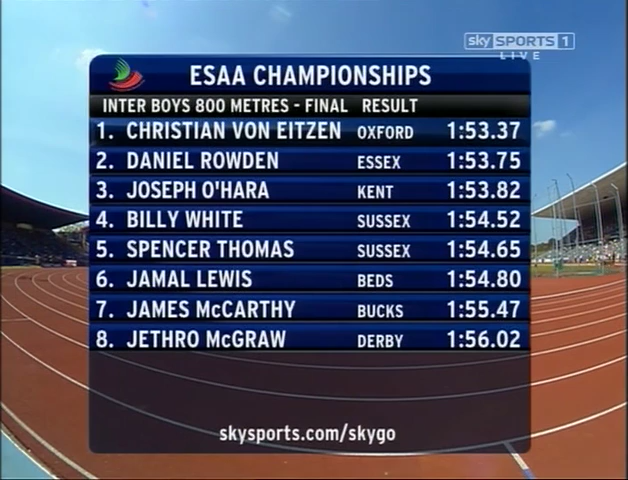 sky SPORTS 1
LIVE
ESAA CHAMPIONSHIPS
INTER BOYS 800 METRES - FINAL RESULT
1. CHRISTIAN VON EITZEN OXFORD 1:53.37
2. DANIEL ROWDEN ESSEX 1:53.75
3. JOSEPH O'HARA KENT 1:53.82
4. BILLY WHITE SUSSEX 1:54.52
5. SPENCER THOMAS SUSSEX 1:54.65
6. JAMAL LEWIS BEDS 1:54.80
7. JAMES McCARTHY BUCKS 1:55.47
8. JETHRO McGRAW DERBY 1:56.02
skysports.com/skygo